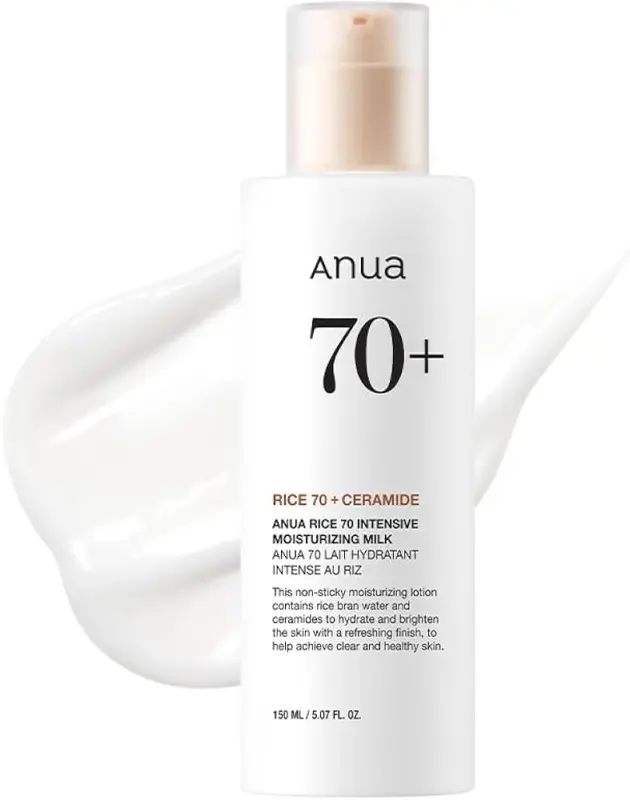 Anua
70+
RICE 70 + CERAMIDE
ANUA RICE 70 INTENSIVE
MOISTURIZING MILK
ANUA 70 LAIT HYDRATANT
INTENSE AU RIZ
This non-sticky moisturizing lotion
contains rice bran water and
ceramides to hydrate and brighten
the skin with a refreshing finish, to
help achieve clear and healthy skin.
150 ML / 5.07 FL. OZ.